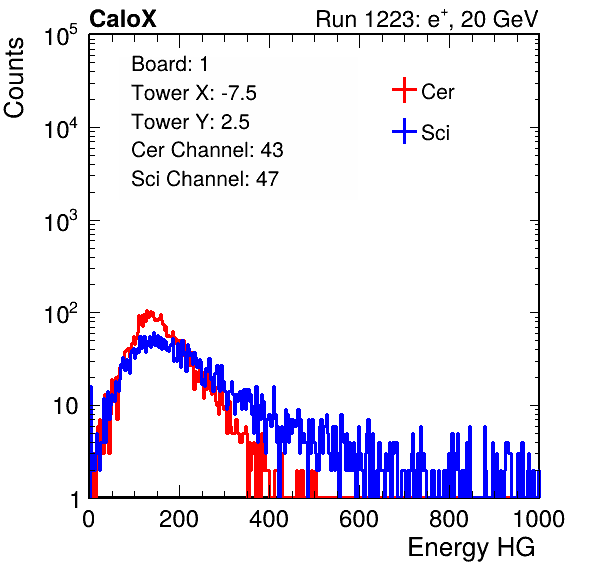 CaloX Run 1223: e⁺, 20 GeV
Counts
Board: 1
Tower X: -7.5
Tower Y: 2.5
Cer Channel: 43
Sci Channel: 47
Cer
Sci
10⁵
10⁴
10³
10²
10
1
0 200 400 600 800 1000
Energy HG